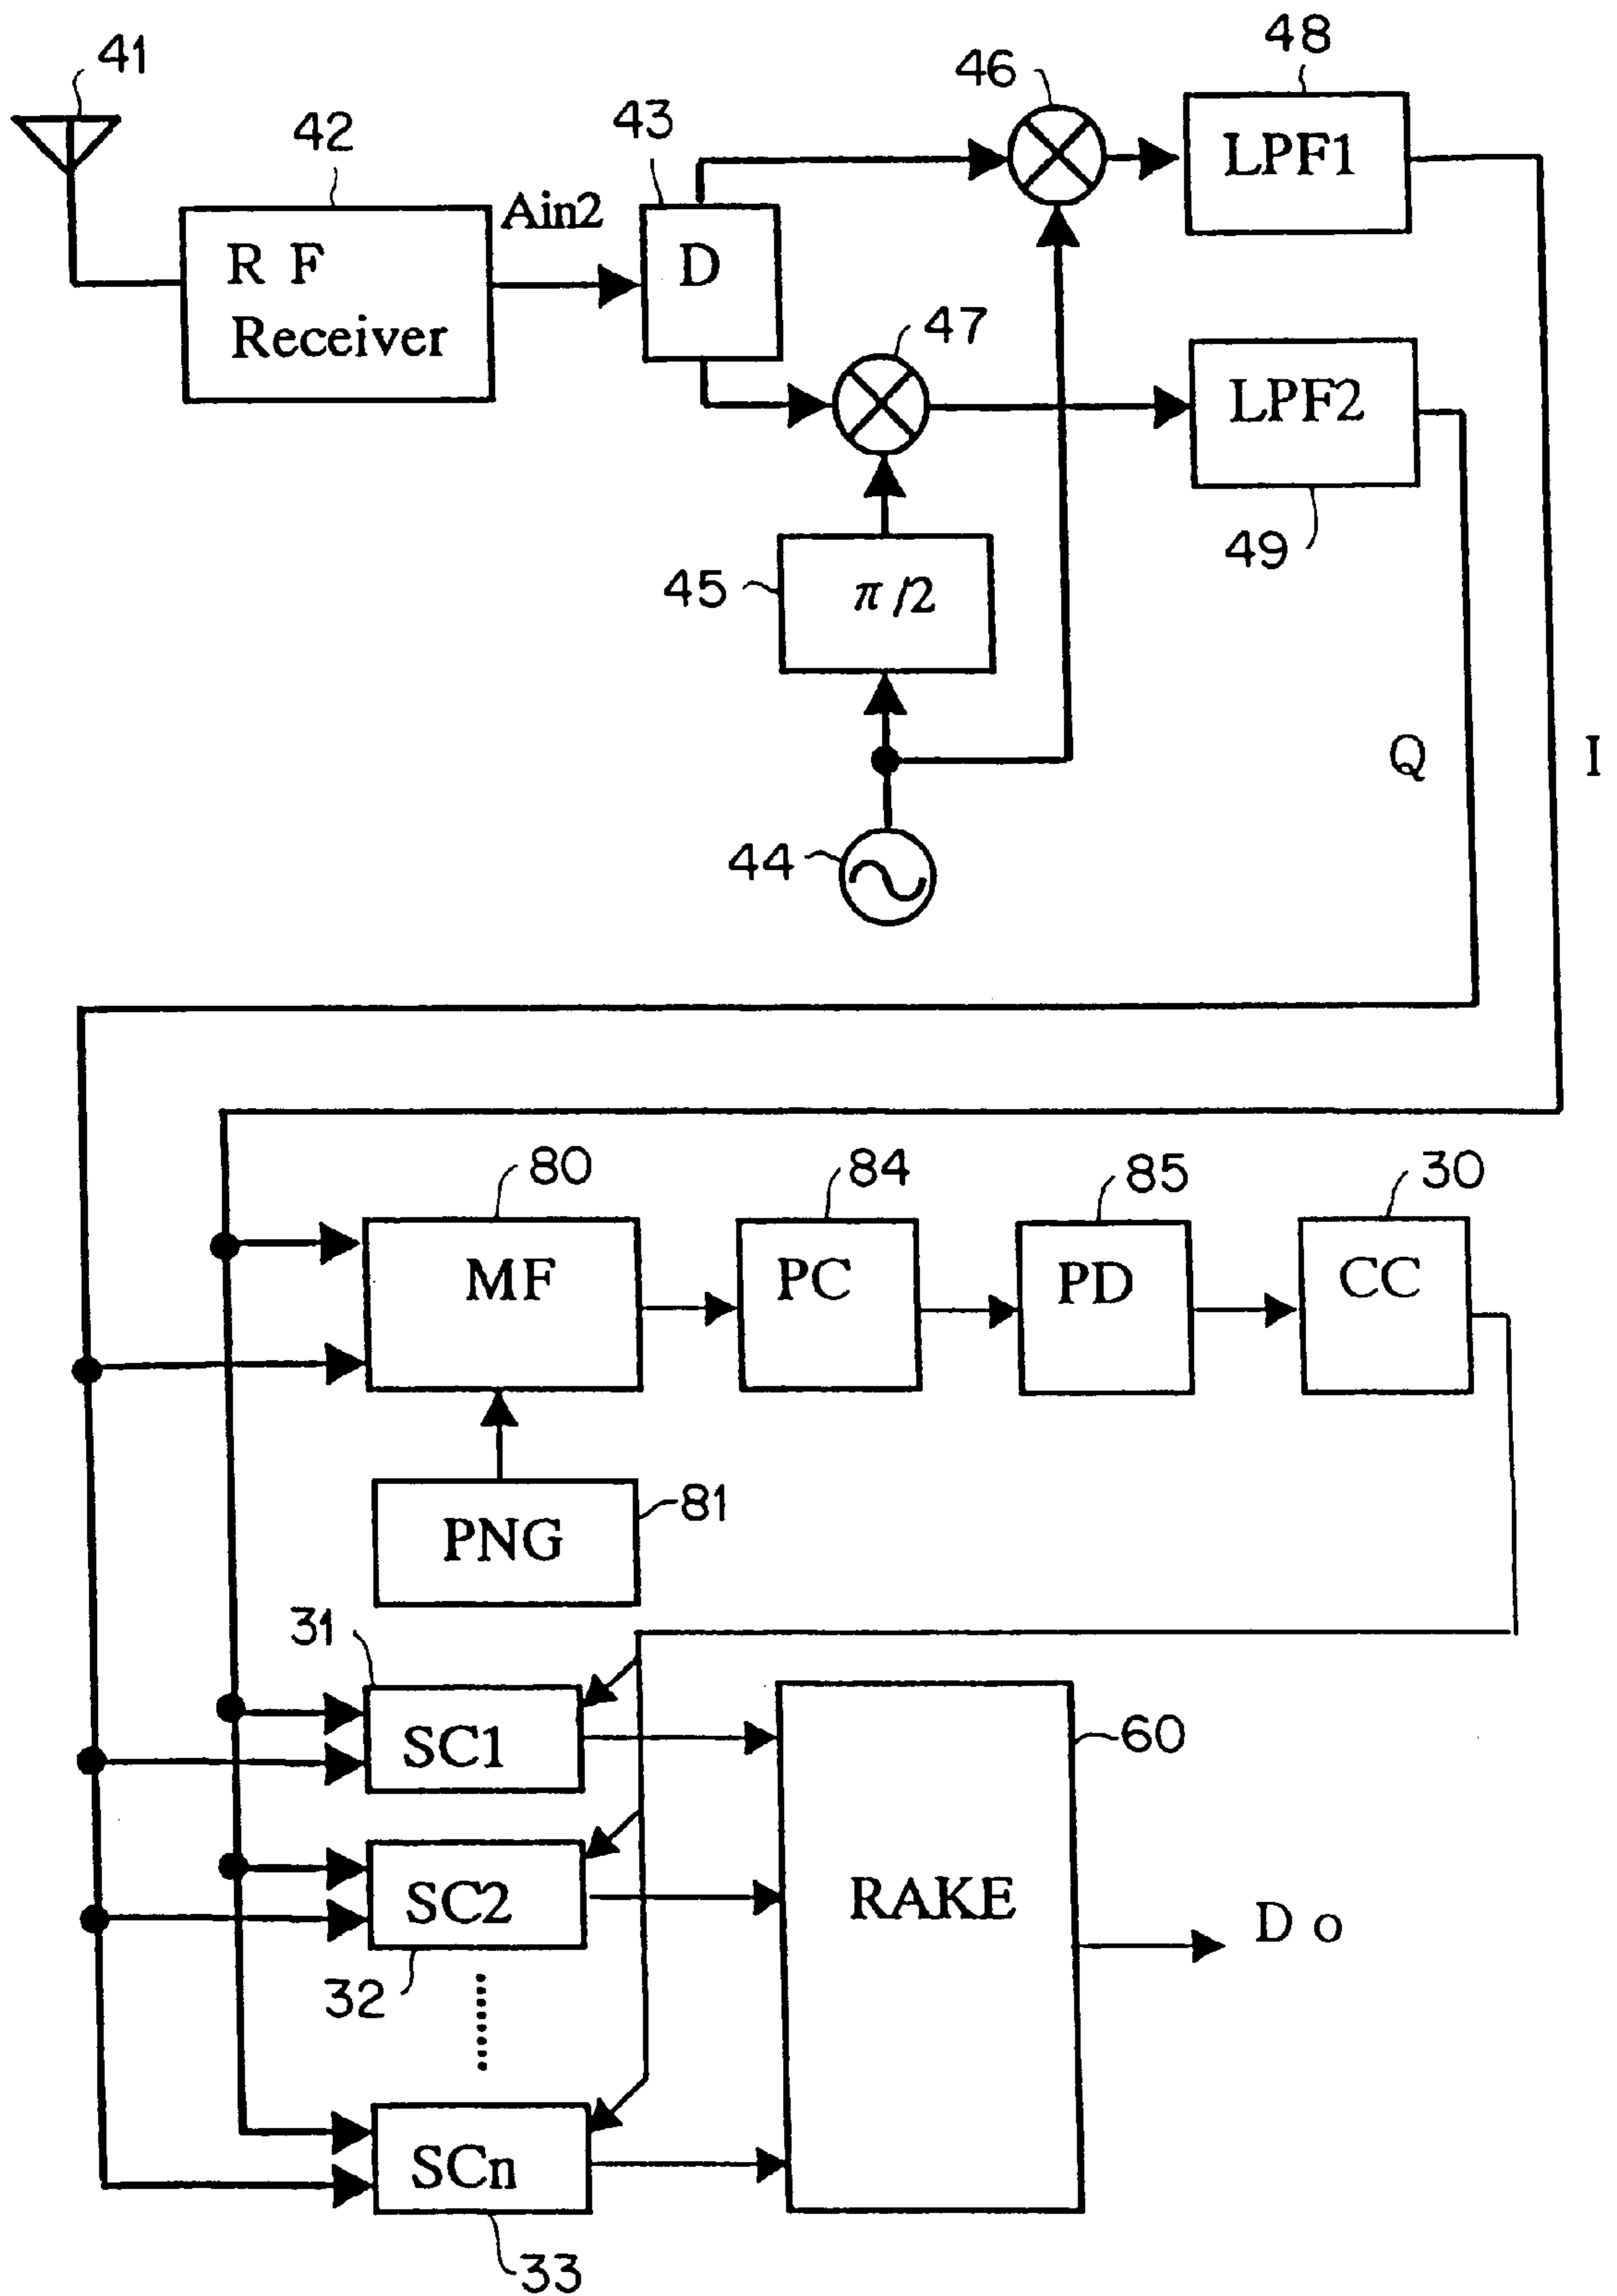 41
42
R F
Receiver
Ain2
43
D
46
48
LPF1
47
LPF2
49
45
π/2
44
Q
I
80
MF
84
PC
85
PD
30
CC
PNG
81
31
SC1
SC2
32
........
SCn
33
RAKE
60
D o